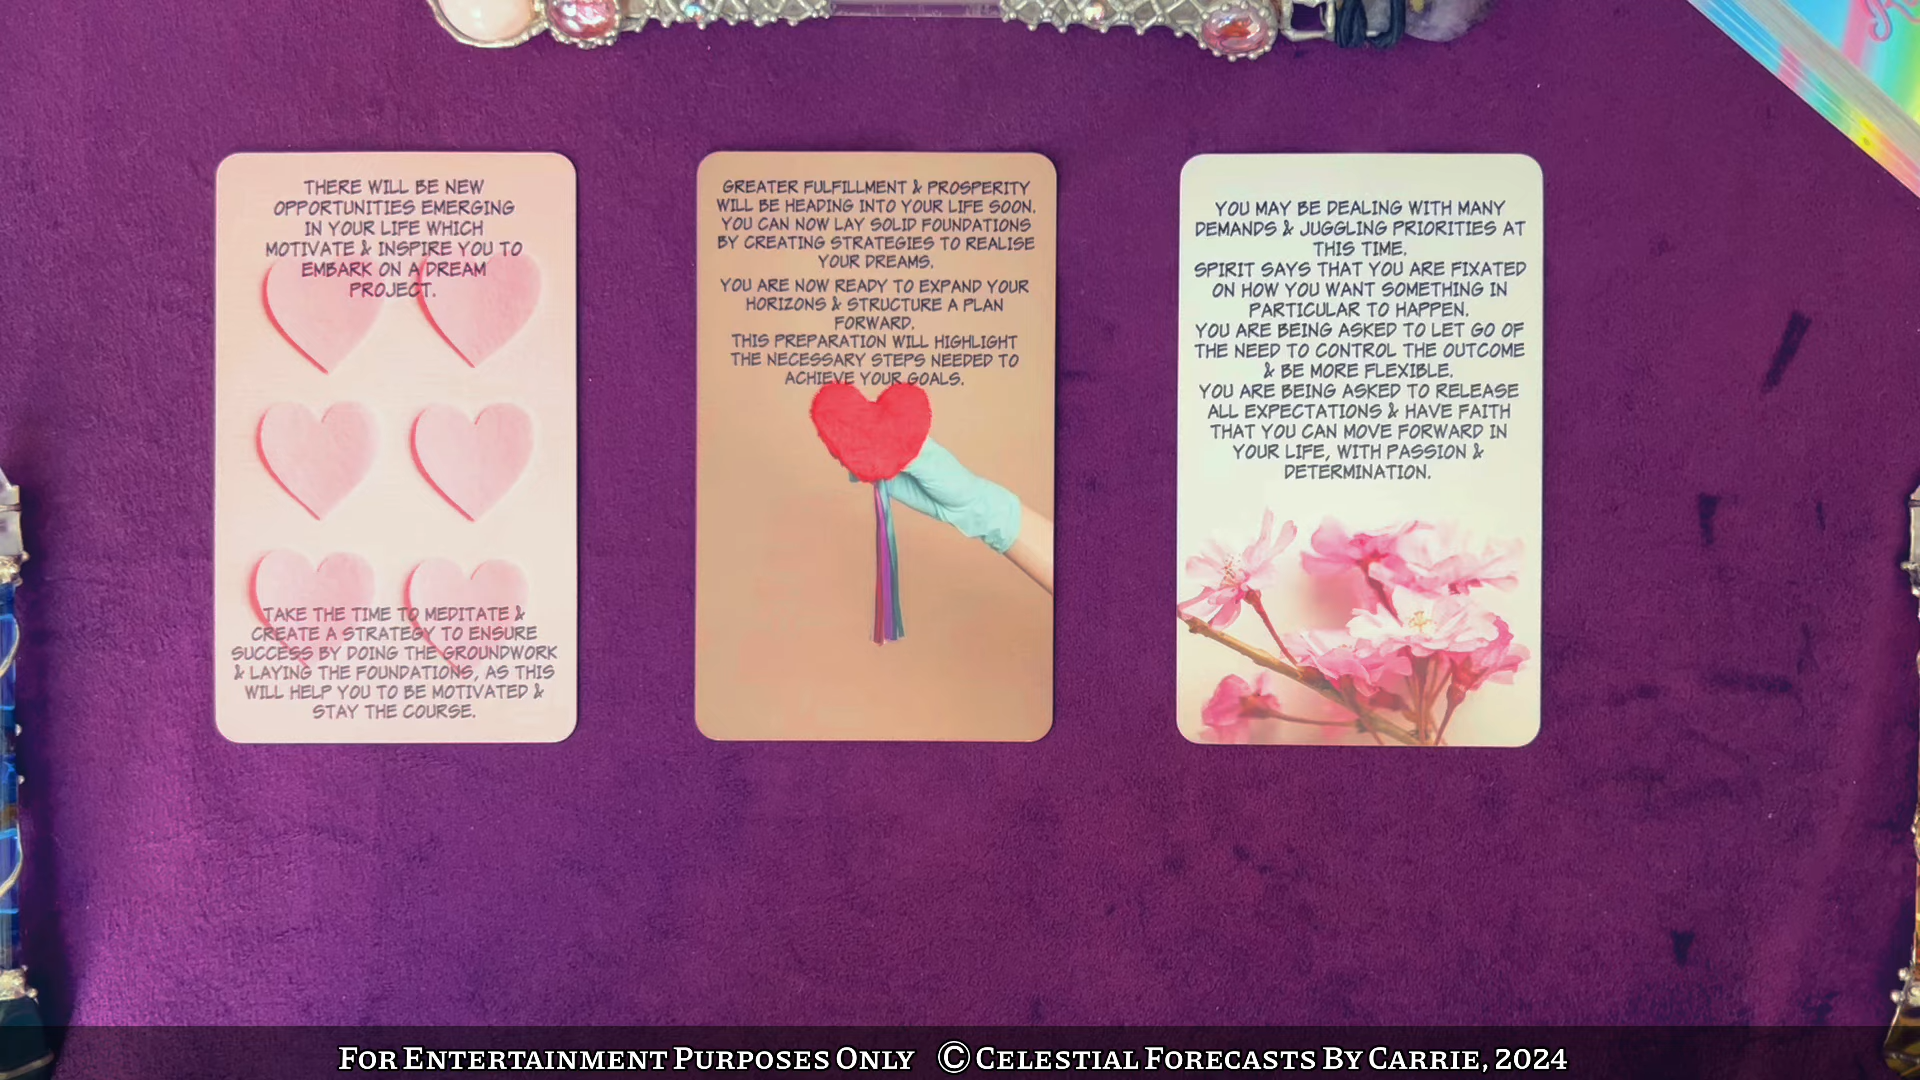 THERE WILL BE NEW
OPPORTUNITIES EMERGING
IN YOUR LIFE WHICH
MOTIVATE & INSPIRE YOU TO
EMBARK ON A DREAM
PROJECT.
TAKE THE TIME TO MEDITATE &
CREATE A STRATEGY TO ENSURE
SUCCESS BY DOING THE GROUNDWORK
& LAYING THE FOUNDATIONS, AS THIS
WILL HELP YOU TO BE MOTIVATED &
STAY THE COURSE.
GREATER FULFILLMENT & PROSPERITY
WILL BE HEADING INTO YOUR LIFE SOON.
YOU CAN NOW LAY SOLID FOUNDATIONS
BY CREATING STRATEGIES TO REALISE
YOUR DREAMS.
YOU ARE NOW READY TO EXPAND YOUR
HORIZONS & STRUCTURE A PLAN
FORWARD.
THIS PREPARATION WILL HIGHLIGHT
THE NECESSARY STEPS NEEDED TO
ACHIEVE YOUR GOALS.
YOU MAY BE DEALING WITH MANY
DEMANDS & JUGGLING PRIORITIES AT
THIS TIME.
SPIRIT SAYS THAT YOU ARE FIXATED
ON HOW YOU WANT SOMETHING IN
PARTICULAR TO HAPPEN.
YOU ARE BEING ASKED TO LET GO OF
THE NEED TO CONTROL THE OUTCOME
& BE MORE FLEXIBLE.
YOU ARE BEING ASKED TO RELEASE
ALL EXPECTATIONS & HAVE FAITH
THAT YOU CAN MOVE FORWARD IN
YOUR LIFE, WITH PASSION &
DETERMINATION.
For Entertainment Purposes Only © Celestial Forecasts By Carrie, 2024